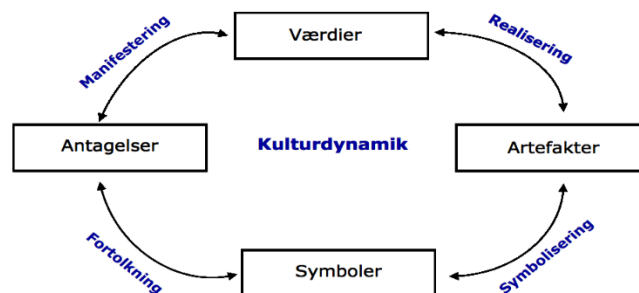 Værdier
Manifestering
Realisering
Antagelser
Kulturdynamik
Artefakter
Fortolkning
Symbolisering
Symboler